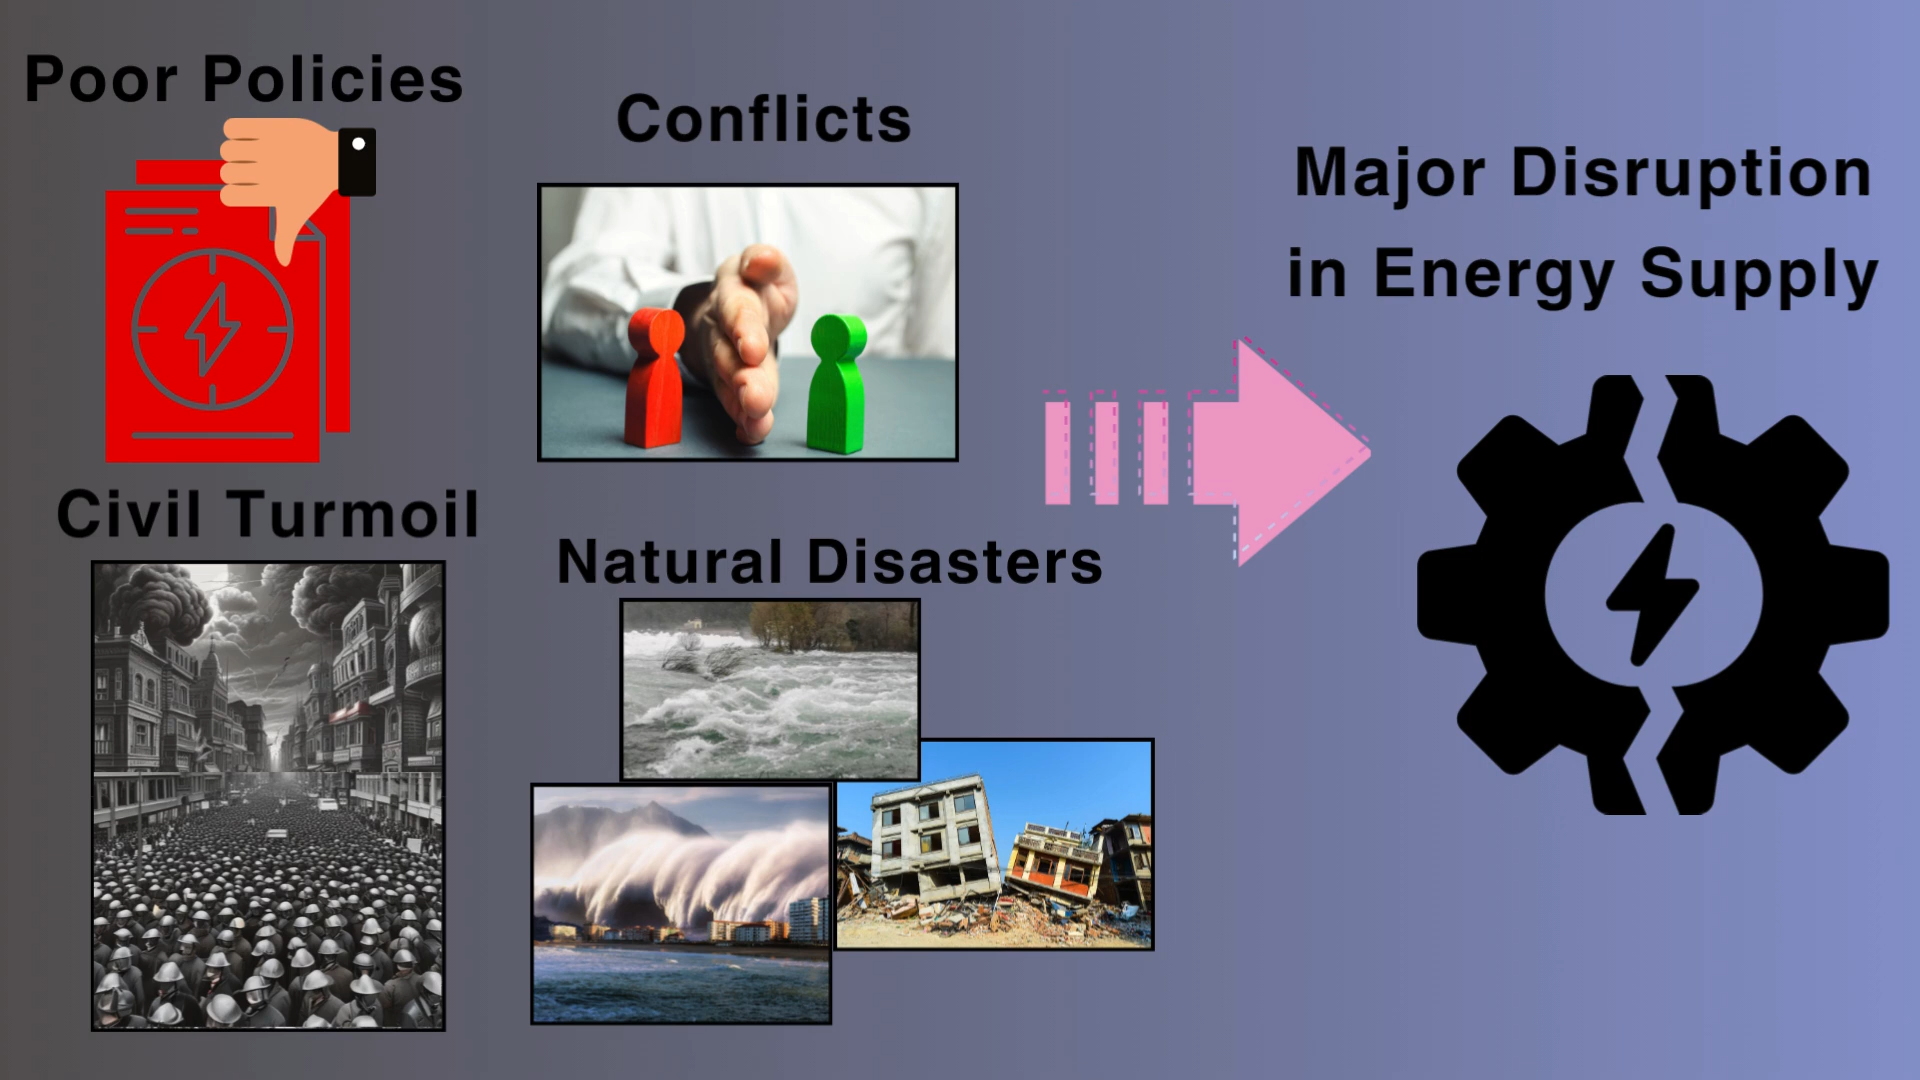 Poor Policies
Conflicts
Civil Turmoil
Natural Disasters
Major Disruption
in Energy Supply